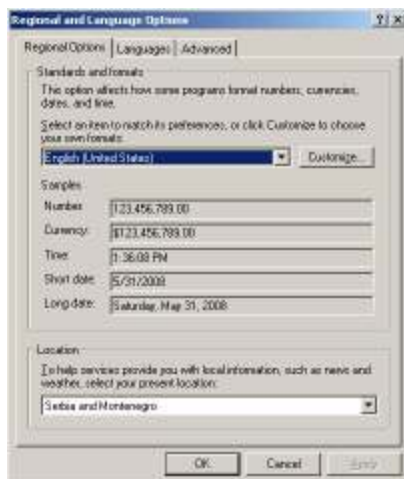 Regional and Language Options
Regional Options Languages Advanced
Standards and formats
This option affects how some programs format numbers, currencies,
dates, and time.
Select an item to match its preferences, or click Customize to choose
your own formats:
English (United States) Customize...
Samples
Number: 123,456,789.00
Currency: $123,456,789.00
Time: 1:36:08 PM
Short date: 5/31/2008
Long date: Saturday, May 31, 2008
Location
To help services provide you with local information, such as news and
weather, select your present location:
Serbia and Montenegro
OK Cancel Apply